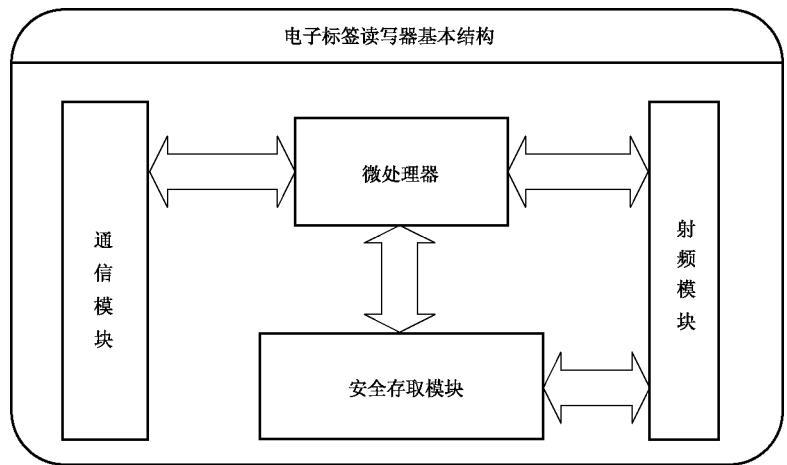 电子标签读写器基本结构
微处理器
通信模块
射频模块
安全存取模块